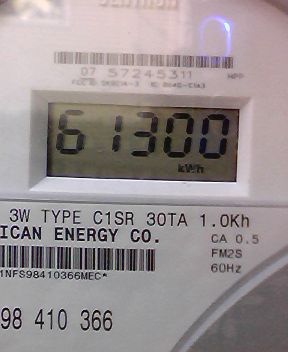 07 57245311 HPP
61300
kWh
3W TYPE C1SR 30TA 1.0Kh
ICAN ENERGY CO. CA 0.5
FM2S
60Hz
1NFS98410366MEC*
98 410 366